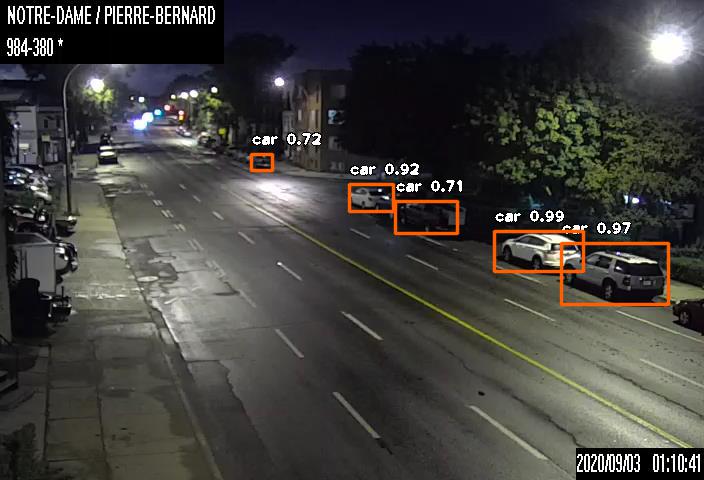 NOTRE-DAME / PIERRE-BERNARD
984-380 *
car 0.72
car 0.92
car 0.71
car 0.99
car 0.97
2020/09/03 01:10:41